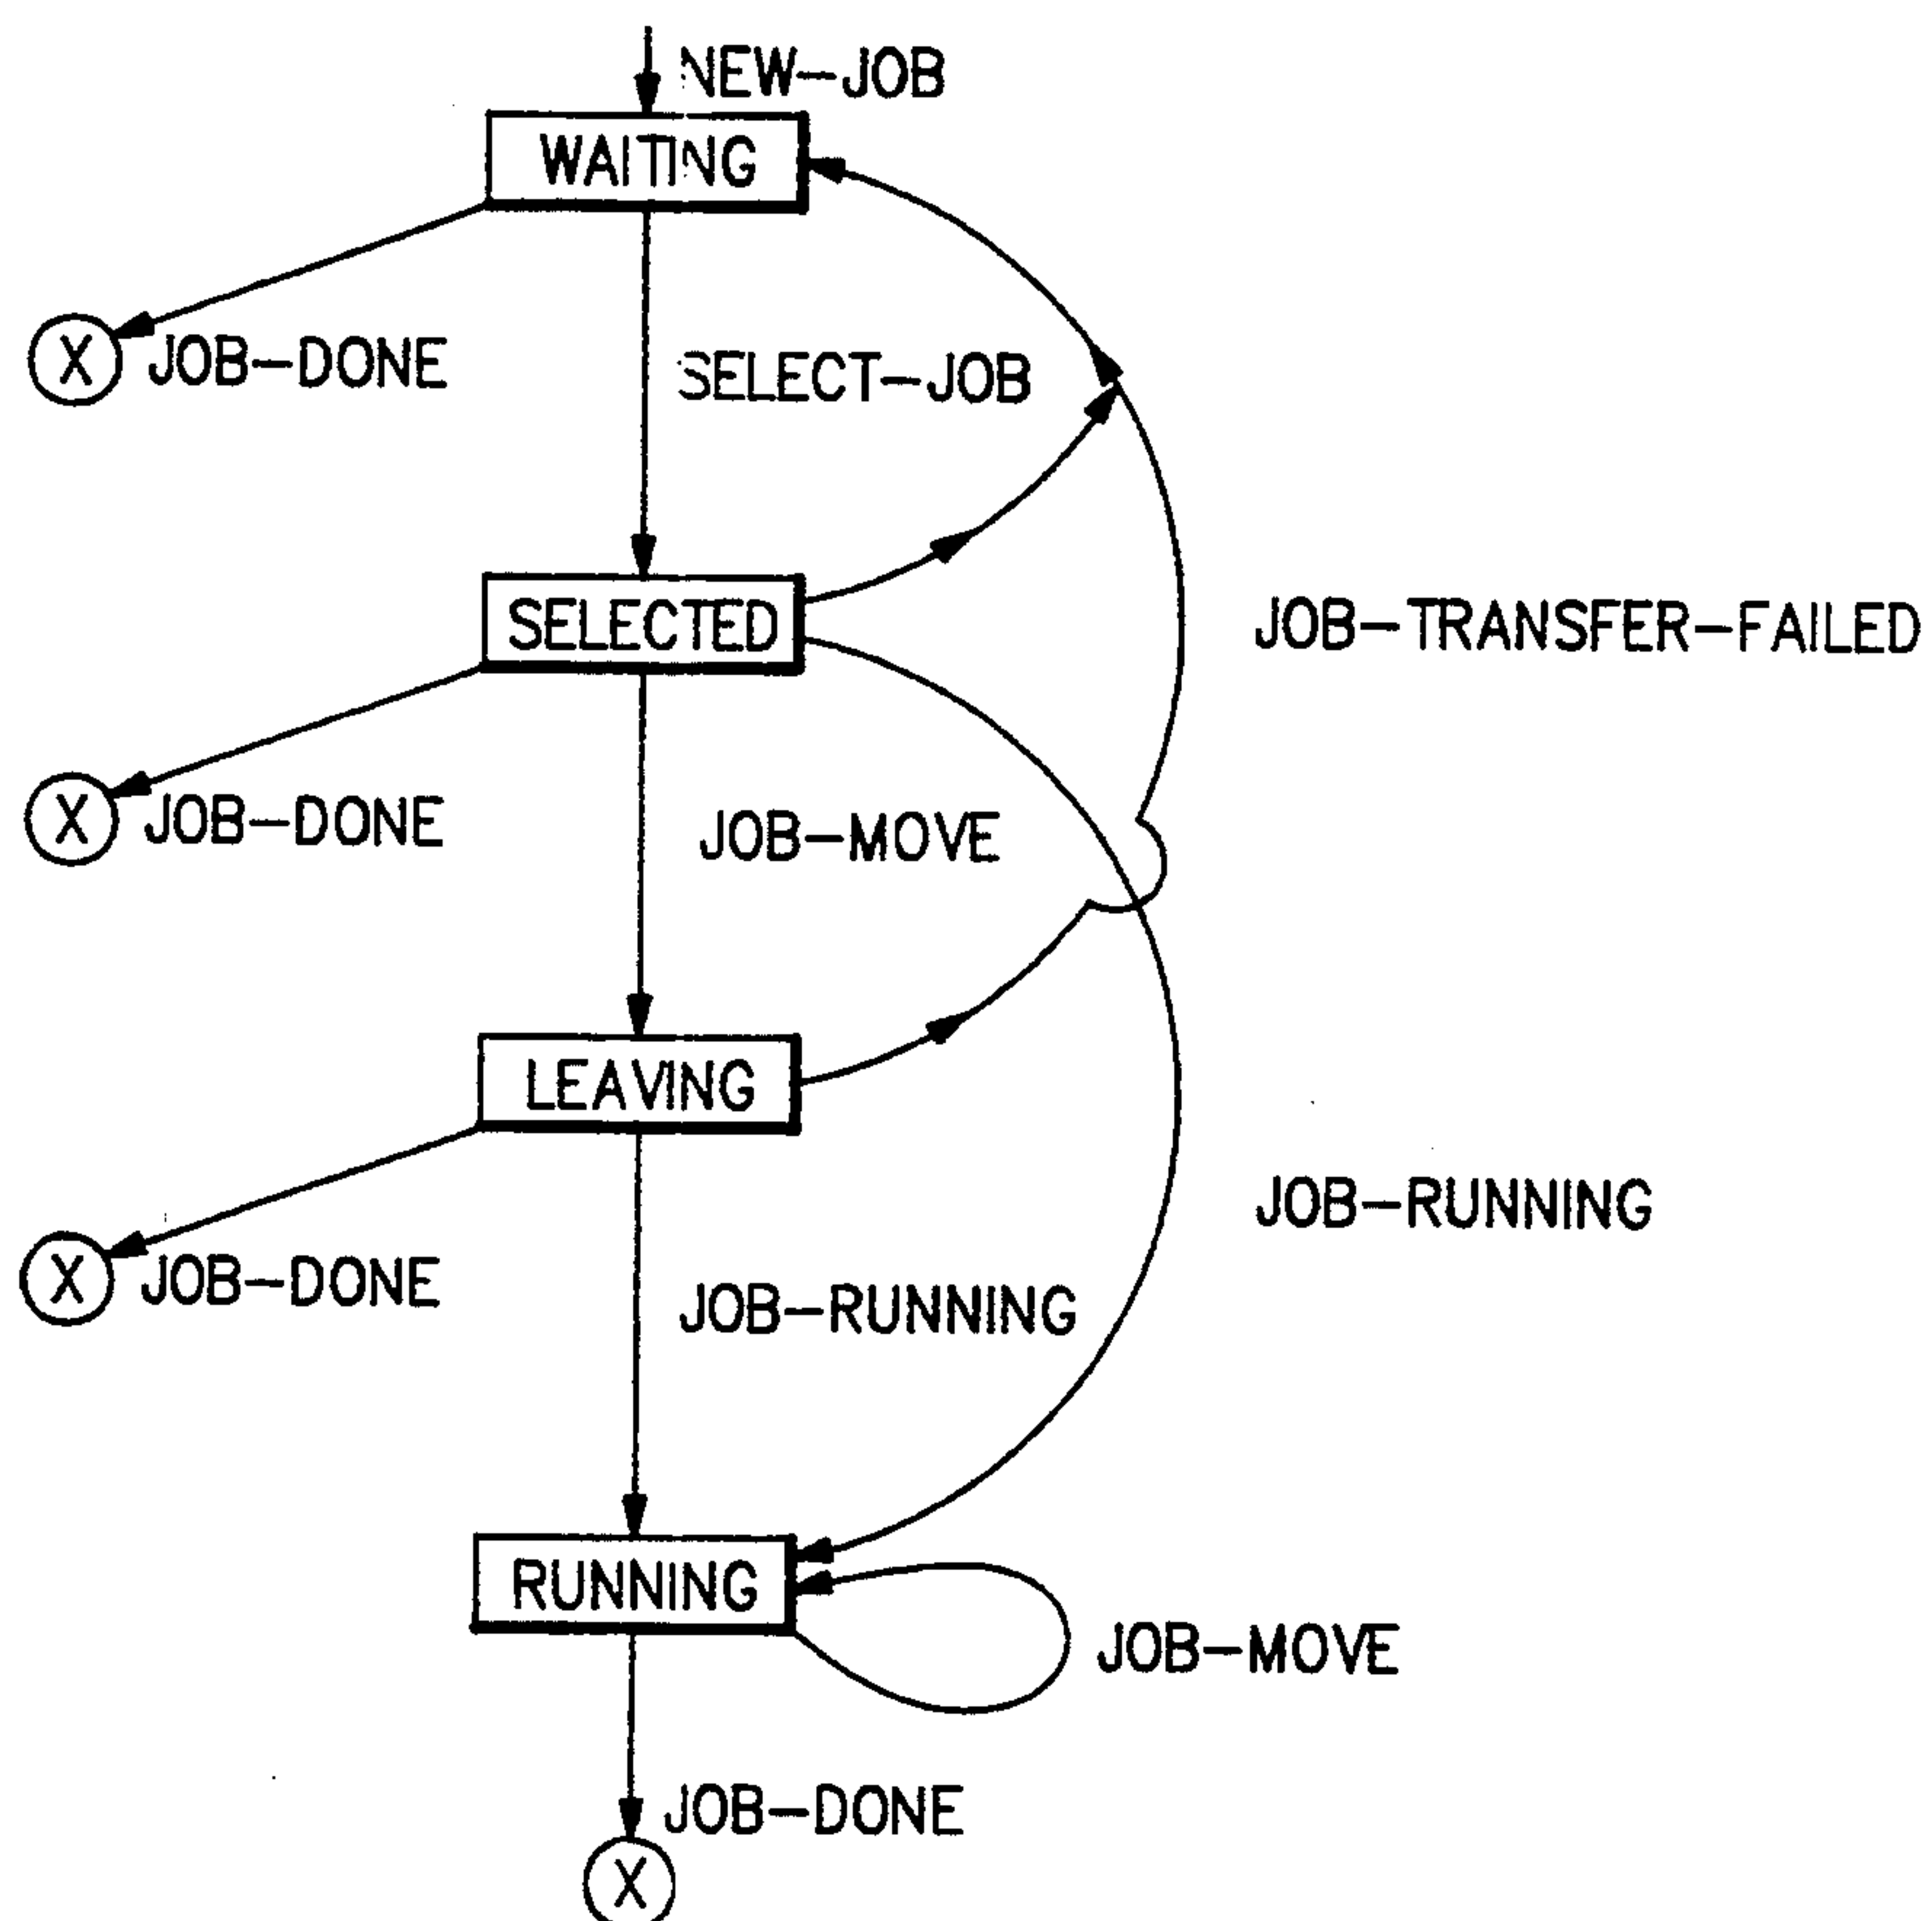 NEW-JOB
WAITING
X JOB-DONE
SELECT-JOB
SELECTED
JOB-TRANSFER-FAILED
X JOB-DONE
JOB-MOVE
LEAVING
JOB-RUNNING
X JOB-DONE
JOB-RUNNING
RUNNING
JOB-MOVE
JOB-DONE
X